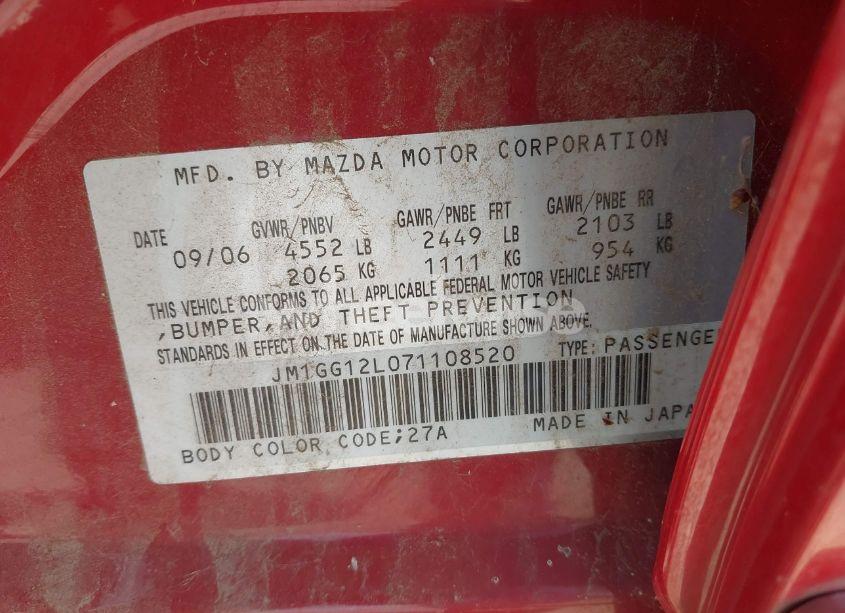 MFD. BY MAZDA MOTOR CORPORATION
DATE GVWR/PNBV GAWR/PNBE FRT GAWR/PNBE RR
09/06 4552 LB 2449 LB 2103 LB
2065 KG 1111 KG 954 KG
THIS VEHICLE CONFORMS TO ALL APPLICABLE FEDERAL MOTOR VEHICLE SAFETY
,BUMPER,AND THEFT PREVENTION
STANDARDS IN EFFECT ON THE DATE OF MANUFACTURE SHOWN ABOVE.
JM1GG12L071108520 TYPE: PASSENGE
BODY COLOR CODE;27A MADE IN JAPA